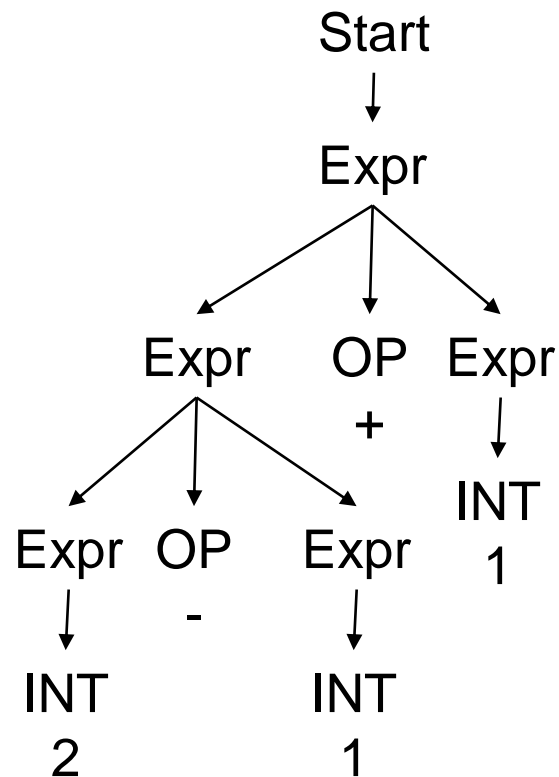 Start
Expr
Expr OP Expr
+
INT
1
Expr OP Expr
-
INT INT
2 1